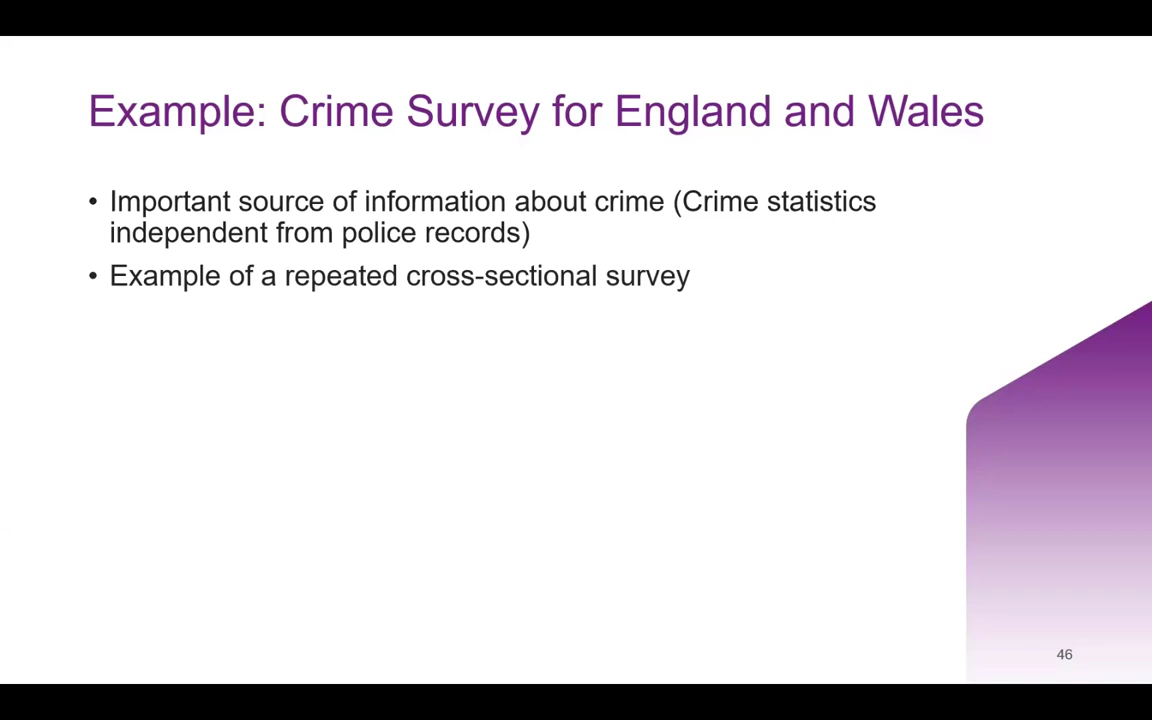 Example: Crime Survey for England and Wales
• Important source of information about crime (Crime statistics
independent from police records)
• Example of a repeated cross-sectional survey
46